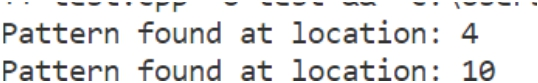 Pattern found at location: 4
Pattern found at location: 10